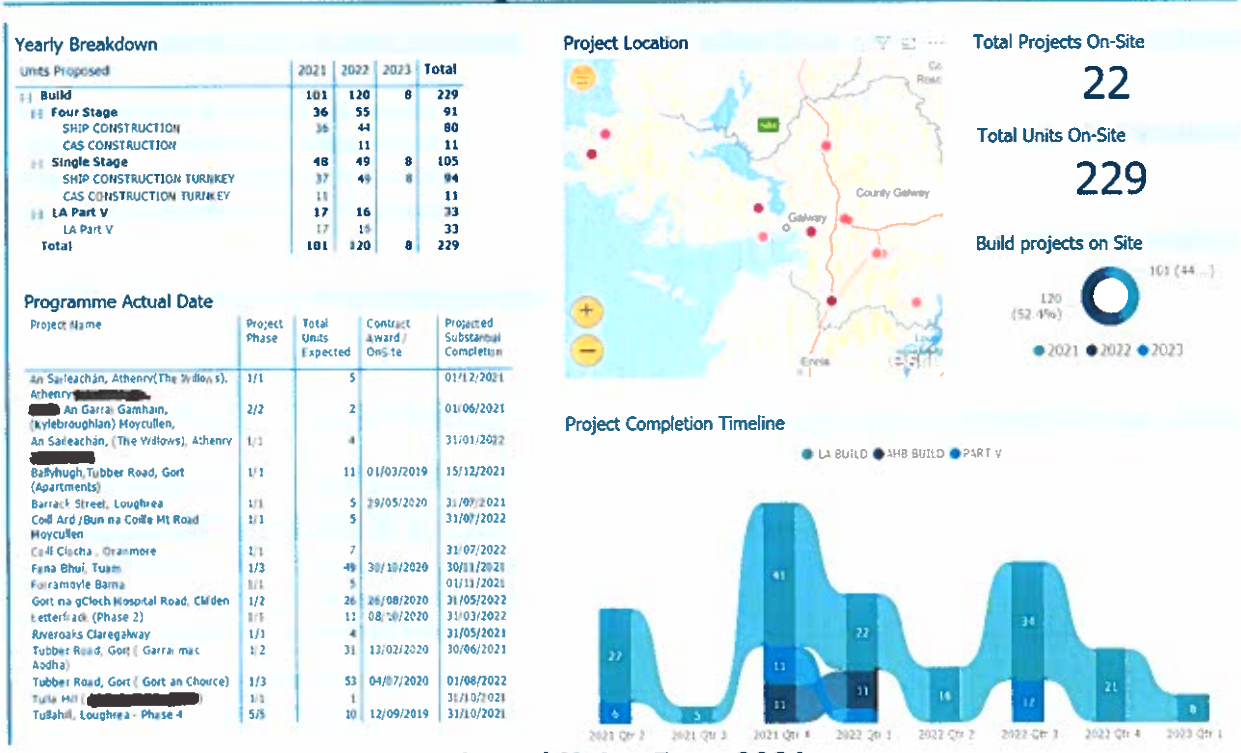 Yearly Breakdown
Units Proposed 2021 2022 2023 Total
Build 101 120 8 229
Four Stage 36 55 91
SHIP CONSTRUCTION 36 44 80
CAS CONSTRUCTION 11 11
Single Stage 48 49 8 105
SHIP CONSTRUCTION TURNKEY 37 49 8 94
CAS CONSTRUCTION TURNKEY 11 11
LA Part V 17 16 33
LA Part V 17 16 33
Total 101 120 8 229
Programme Actual Date
Project Name Project Phase Total Units Expected Contract Award / OnSite Projected Substantial Completion
An Saileachán, Athenry(The Willows), 1/1 5 01/12/2021
Athenry
An Garraí Gamhain, 2/2 2 01/06/2021
(kylebroughlan) Moycullen,
An Saileachán, (The Willows), Athenry 1/1 4 31/01/2022
Ballyhugh,Tubber Road, Gort 1/1 11 01/03/2019 15/12/2021
(Apartments)
Barrack Street, Loughrea 1/1 5 29/05/2020 31/07/2021
Coill Ard /Bun na Coille Mt Road 1/1 5 31/07/2022
Moycullen
Coill Clocha , Oranmore 1/1 7 31/07/2022
Fana Bhuí, Tuam 1/3 49 30/10/2020 30/11/2021
Forramoyle Barna 1/1 5 01/11/2021
Gort na gCloch Hospital Road, Clifden 1/2 26 26/08/2020 31/05/2022
Letterfrack (Phase 2) 1/1 11 08/10/2020 31/03/2022
Riveroaks Claregalway 1/1 4 31/05/2021
Tubber Road, Gort ( Garraí mac 1/2 31 13/02/2020 30/06/2021
Aodha)
Tubber Road, Gort ( Gort an Choirce) 1/3 53 04/07/2020 01/08/2022
Tulla Hill ( ) 1/1 1 31/10/2021
Tullahill, Loughrea - Phase 4 5/5 10 12/09/2019 31/10/2021
Project Location
Co
Rosc
County Galway
Galway
Ennis
Total Projects On-Site
22
Total Units On-Site
229
Build projects on Site
101 (44...)
120
(52.4%)
2021 2022 2023
Project Completion Timeline
LA BUILD AHB BUILD PART V
41
34
22 22
11 11 16 21
6 5 11 12 8
2021 Qtr 2 2021 Qtr 3 2021 Qtr 4 2022 Qtr 1 2022 Qtr 2 2022 Qtr 3 2022 Qtr 4 2023 Qtr 1